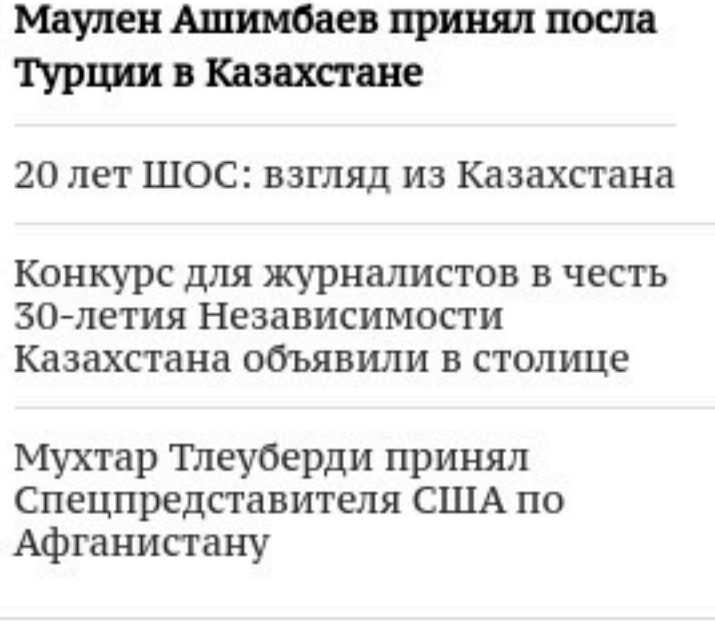 Маулен Ашимбаев принял посла
Турции в Казахстане
20 лет ШОС: взгляд из Казахстана
Конкурс для журналистов в честь
30-летия Независимости
Казахстана объявили в столице
Мухтар Тлеуберди принял
Спецпредставителя США по
Афганистану